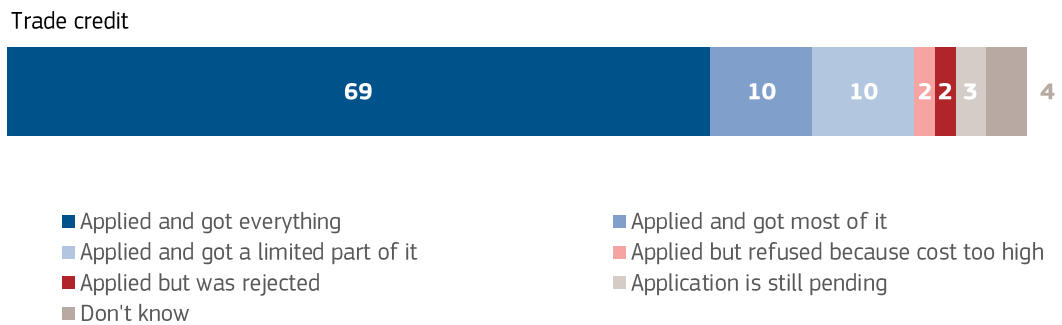 Trade credit
69 10 10 2 2 3 4
Applied and got everything
Applied and got most of it
Applied and got a limited part of it
Applied but refused because cost too high
Applied but was rejected
Application is still pending
Don't know